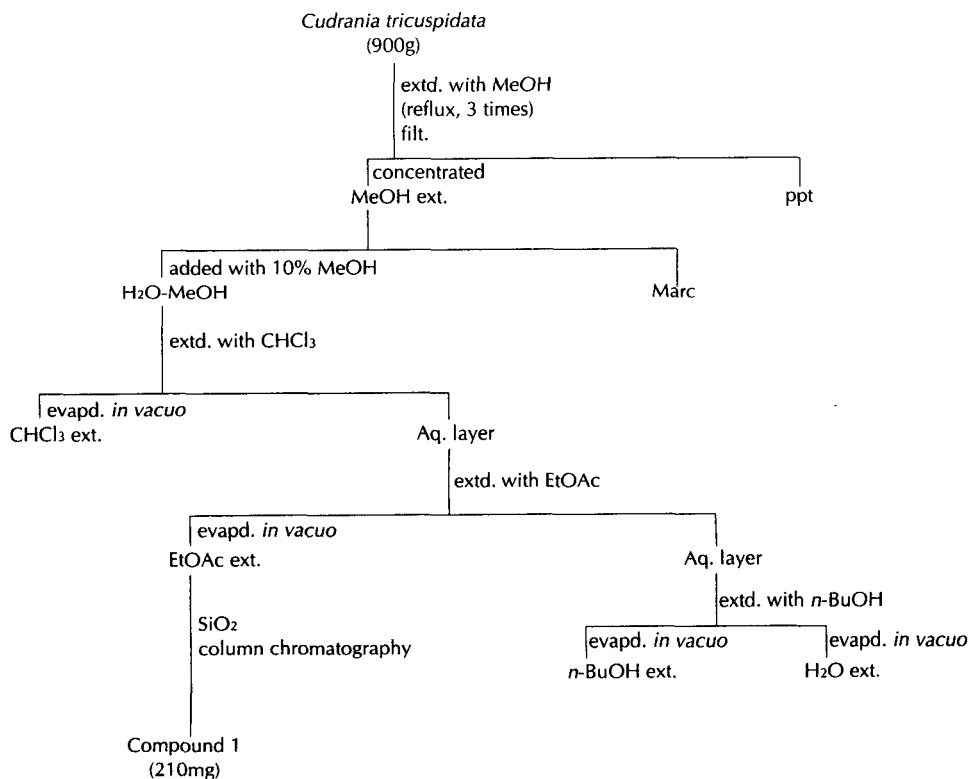 Cudrania tricuspidata
(900g)
extd. with MeOH
(reflux, 3 times)
filt.
concentrated
MeOH ext.
ppt
added with 10% MeOH
H₂O-MeOH
Marc
extd. with CHCl₃
evapd. in vacuo
CHCl₃ ext.
Aq. layer
extd. with EtOAc
evapd. in vacuo
EtOAc ext.
Aq. layer
extd. with n-BuOH
SiO₂
column chromatography
evapd. in vacuo
evapd. in vacuo
n-BuOH ext.
H₂O ext.
Compound 1
(210mg)